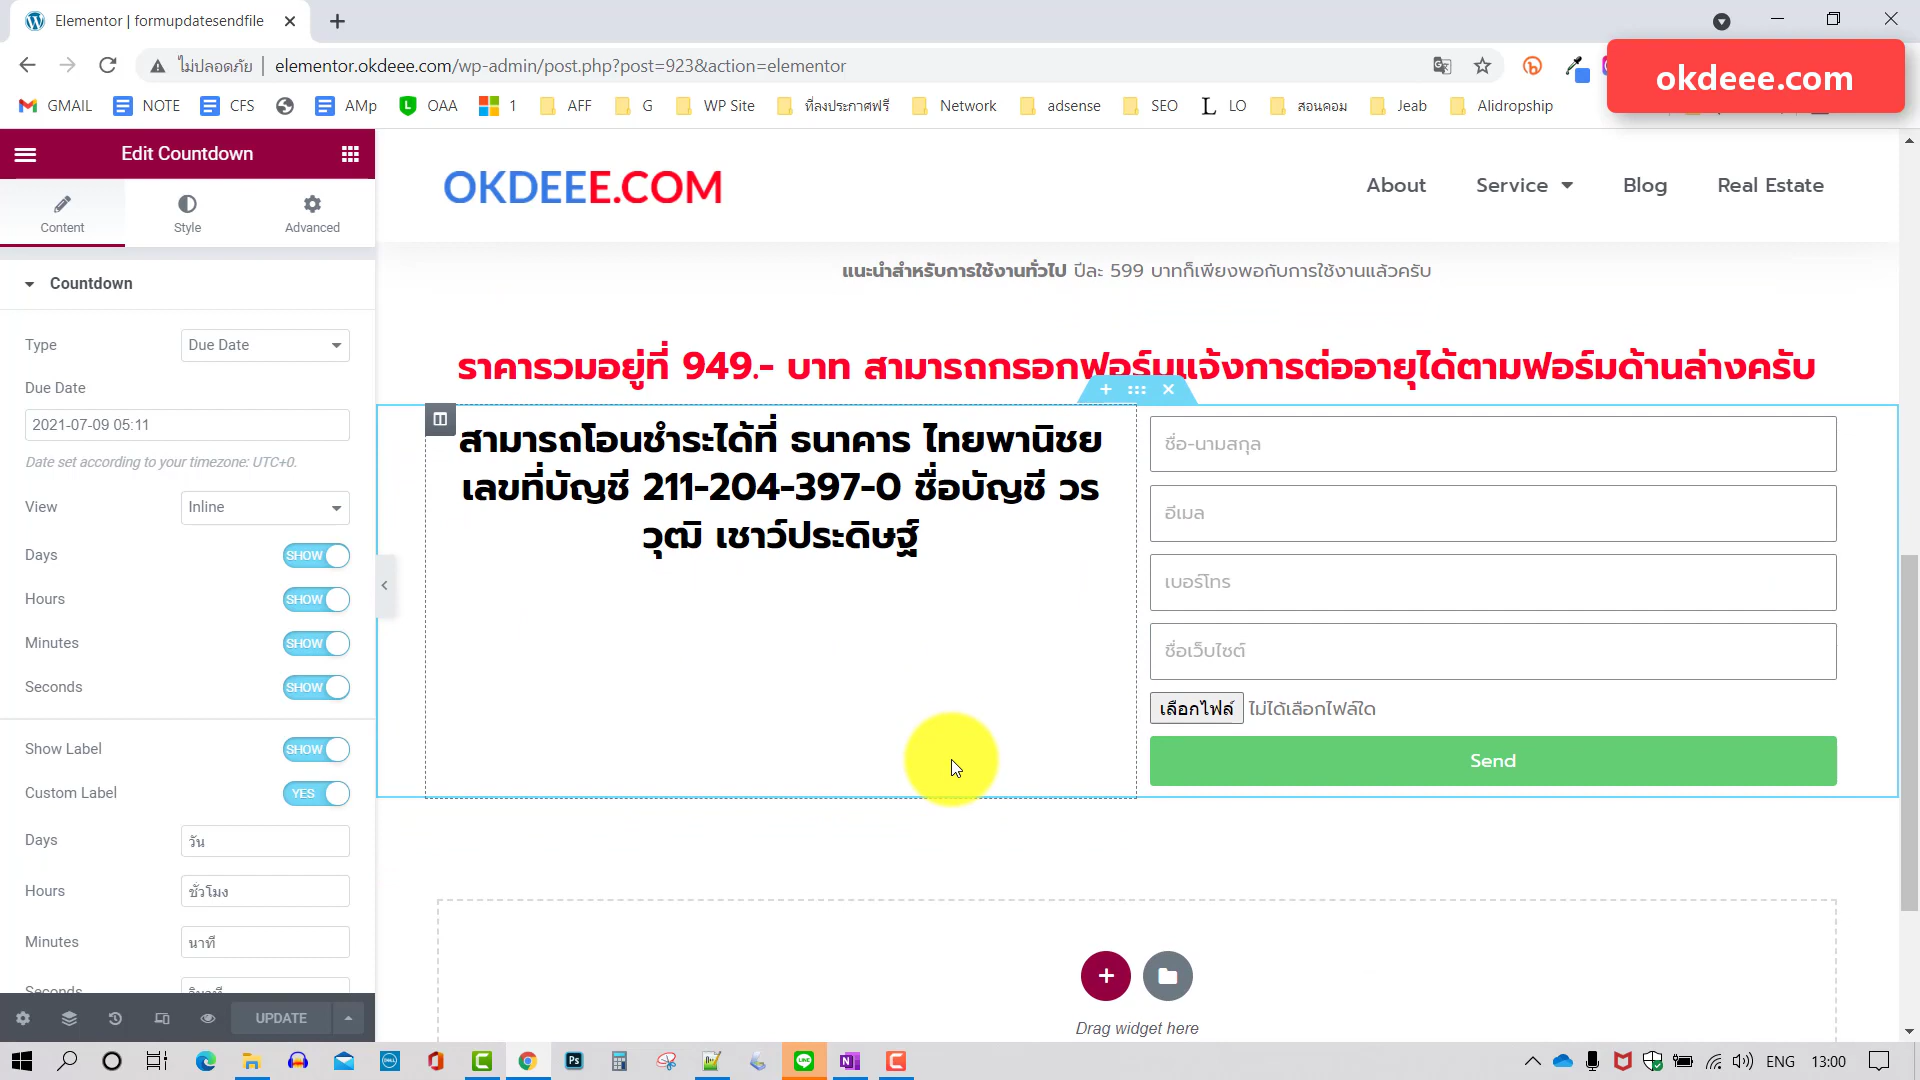 Elementor | formupdatesendfile
ไม่ปลอดภัย
elementor.okdeee.com/wp-admin/post.php?post=923&action=elementor
okdeee.com
GMAIL
NOTE
CFS
AMp
OAA
1
AFF
G
WP Site
ที่ลงประกาศฟรี
Network
adsense
SEO
LO
สอนคอม
Jeab
Alidropship
Edit Countdown
Content
Style
Advanced
Countdown
Type
Due Date
Due Date
2021-07-09 05:11
Date set according to your timezone: UTC+0.
View
Inline
Days
SHOW
Hours
SHOW
Minutes
SHOW
Seconds
SHOW
Show Label
SHOW
Custom Label
YES
Days
วัน
Hours
ชั่วโมง
Minutes
นาที
Seconds
วินาที
UPDATE
OKDEEE.COM
About
Service
Blog
Real Estate
แนะนำสำหรับการใช้งานทั่วไป ปีละ 599 บาทก็เพียงพอกับการใช้งานแล้วครับ
ราคารวมอยู่ที่ 949.- บาท สามารถกรอกฟอร์มแจ้งการต่ออายุได้ตามฟอร์มด้านล่างครับ
สามารถโอนชำระได้ที่ ธนาคาร ไทยพานิชย
เลขที่บัญชี 211-204-397-0 ชื่อบัญชี วร
วุฒิ เชาว์ประดิษฐ์
ชื่อ-นามสกุล
อีเมล
เบอร์โทร
ชื่อเว็บไซต์
เลือกไฟล์ ไม่ได้เลือกไฟล์ใด
Send
Drag widget here
ENG
13:00